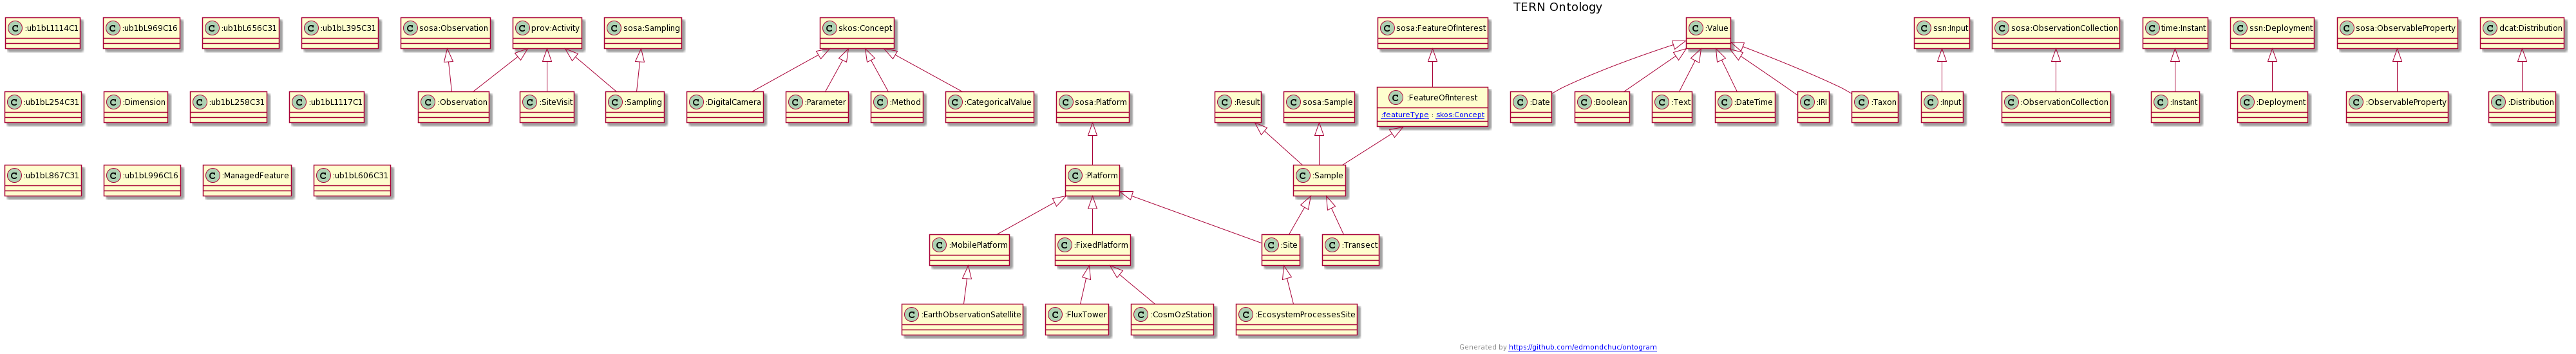 TERN Ontology
C :ub1bL1114C1
C :ub1bL969C16
C :ub1bL656C31
C :ub1bL395C31
C sosa:Observation
C prov:Activity
C sosa:Sampling
C skos:Concept
C sosa:FeatureOfInterest
C :Value
C ssn:Input
C sosa:ObservationCollection
C time:Instant
C ssn:Deployment
C sosa:ObservableProperty
C dcat:Distribution
C :ub1bL254C31
C :Dimension
C :ub1bL258C31
C :ub1bL1117C1
C :Observation
C :SiteVisit
C :Sampling
C :DigitalCamera
C :Parameter
C :Method
C :CategoricalValue
C sosa:Platform
C :Result
C sosa:Sample
C :FeatureOfInterest
:featureType : skos:Concept
C :Date
C :Boolean
C :Text
C :DateTime
C :IRI
C :Taxon
C :Input
C :ObservationCollection
C :Instant
C :Deployment
C :ObservableProperty
C :Distribution
C :ub1bL867C31
C :ub1bL996C16
C :ManagedFeature
C :ub1bL606C31
C :Platform
C :Sample
C :MobilePlatform
C :FixedPlatform
C :Site
C :Transect
C :EarthObservationSatellite
C :FluxTower
C :CosmOzStation
C :EcosystemProcessesSite
Generated by https://github.com/edmondchuc/ontogram